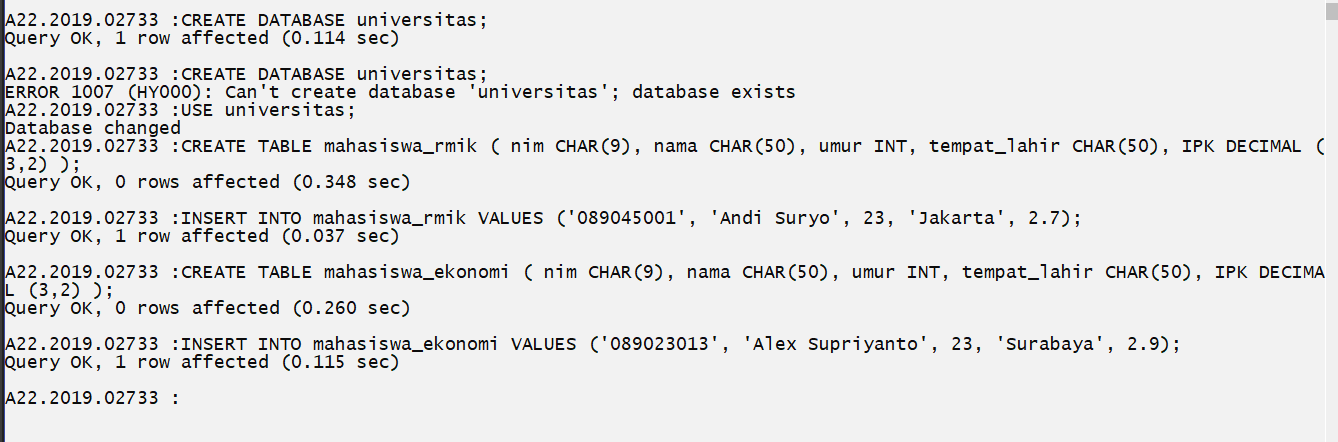 A22.2019.02733 :CREATE DATABASE universitas;
Query OK, 1 row affected (0.114 sec)
A22.2019.02733 :CREATE DATABASE universitas;
ERROR 1007 (HY000): Can't create database 'universitas'; database exists
A22.2019.02733 :USE universitas;
Database changed
A22.2019.02733 :CREATE TABLE mahasiswa_rmik ( nim CHAR(9), nama CHAR(50), umur INT, tempat_lahir CHAR(50), IPK DECIMAL (
3,2) );
Query OK, 0 rows affected (0.348 sec)
A22.2019.02733 :INSERT INTO mahasiswa_rmik VALUES ('089045001', 'Andi Suryo', 23, 'Jakarta', 2.7);
Query OK, 1 row affected (0.037 sec)
A22.2019.02733 :CREATE TABLE mahasiswa_ekonomi ( nim CHAR(9), nama CHAR(50), umur INT, tempat_lahir CHAR(50), IPK DECIMA
L (3,2) );
Query OK, 0 rows affected (0.260 sec)
A22.2019.02733 :INSERT INTO mahasiswa_ekonomi VALUES ('089023013', 'Alex Supriyanto', 23, 'Surabaya', 2.9);
Query OK, 1 row affected (0.115 sec)
A22.2019.02733 :